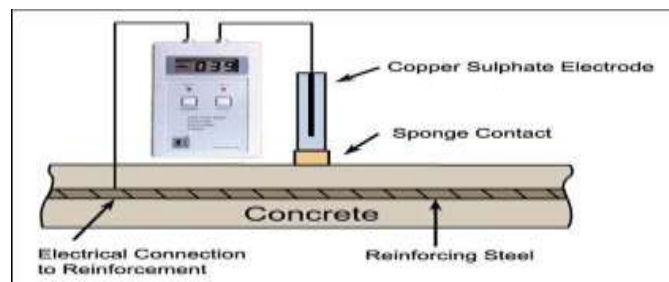 -039
Copper Sulphate Electrode
Sponge Contact
Concrete
Electrical Connection
to Reinforcement
Reinforcing Steel